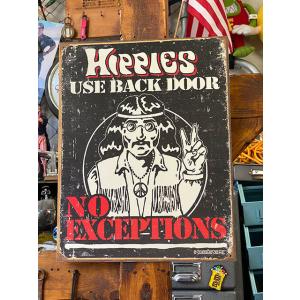 HIPPIES
USE BACK DOOR
NO
EXCEPTIONS